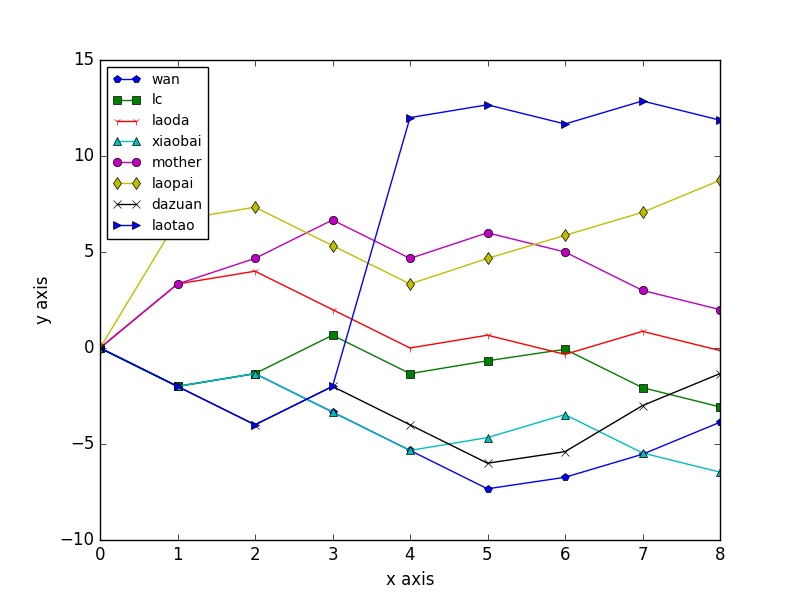 15
10
5
0
−5
−10
y axis
wan
lc
laoda
xiaobai
mother
laopai
dazuan
laotao
0 1 2 3 4 5 6 7 8
x axis